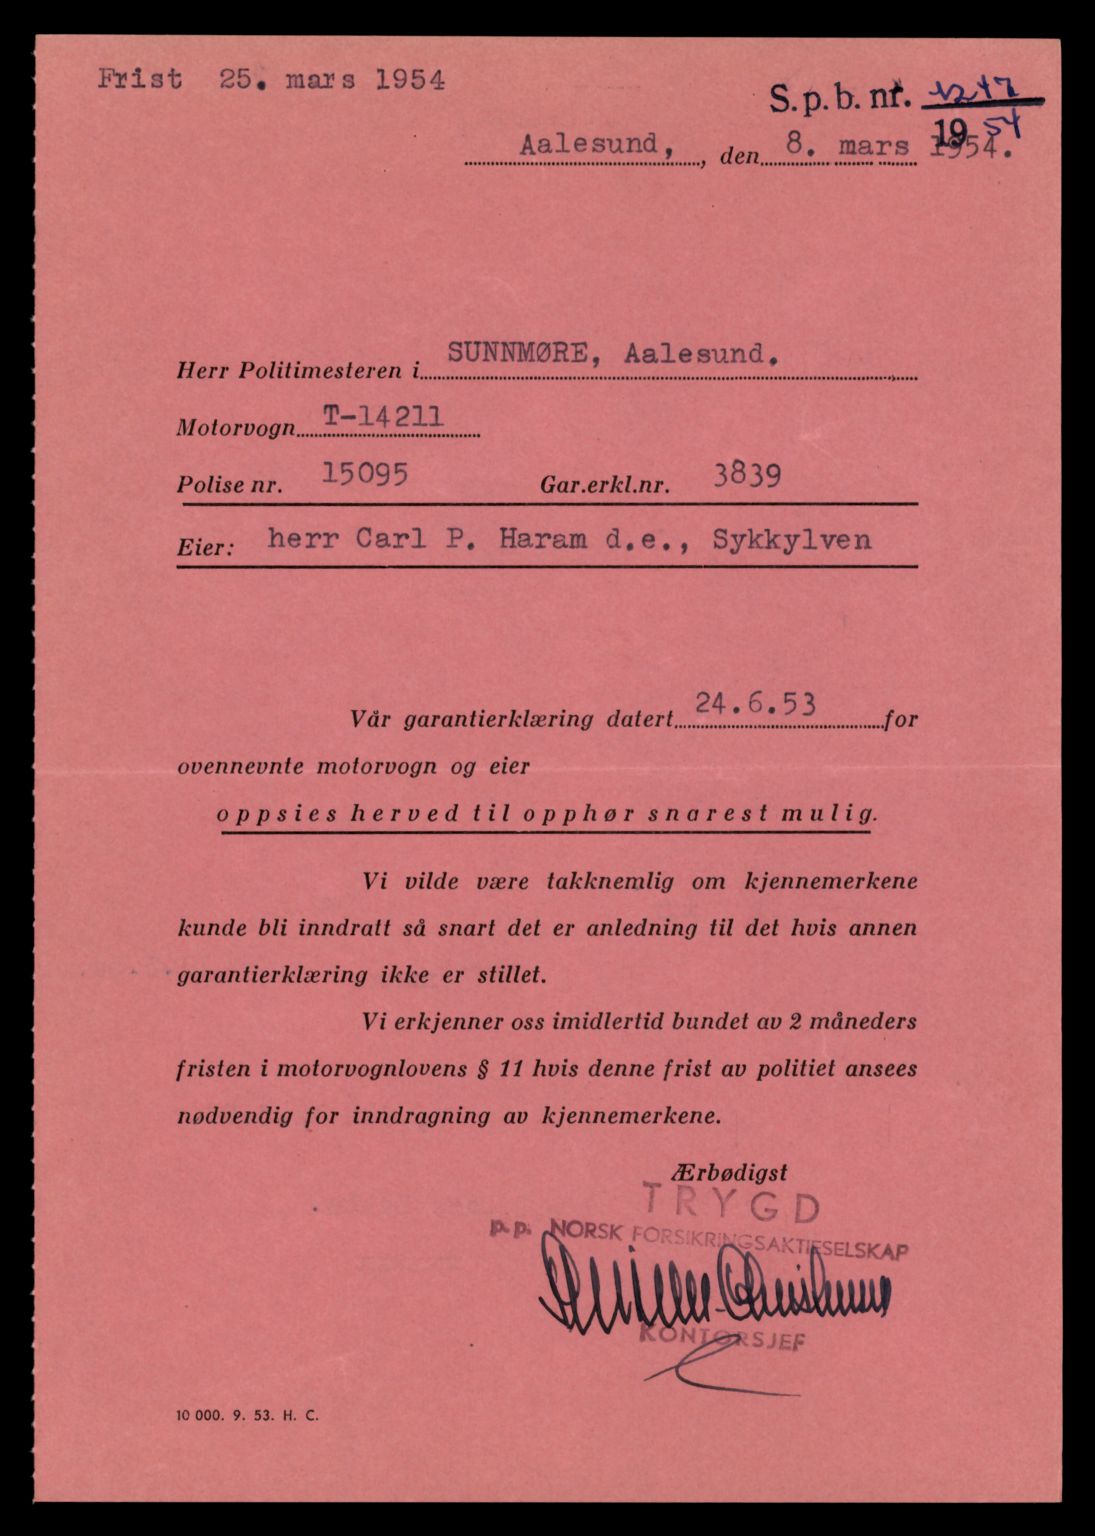 Frist 25. mars 1954
S.p.b. nr. 1247
19 54
Aalesund, , den 8. mars 1954.
Herr Politimesteren i SUNNMØRE, Aalesund.
Motorvogn T-14211
Polise nr. 15095 Gar.erkl.nr. 3839
Eier: herr Carl P. Haram d.e., Sykkylven
Vår garantierklæring datert 24.6.53 for
ovennevnte motorvogn og eier
oppsies herved til opphør snarest mulig.
Vi vilde være takknemlig om kjennemerkene
kunde bli inndratt så snart det er anledning til det hvis annen
garantierklæring ikke er stillet.
Vi erkjenner oss imidlertid bundet av 2 måneders
fristen i motorvognlovens § 11 hvis denne frist av politiet ansees
nødvendig for inndragning av kjennemerkene.
Ærbødigst
TRYGD
p.p. NORSK FORSIKRINGSAKTIESELSKAP
KONTORSJEF
10 000. 9. 53. H. C.